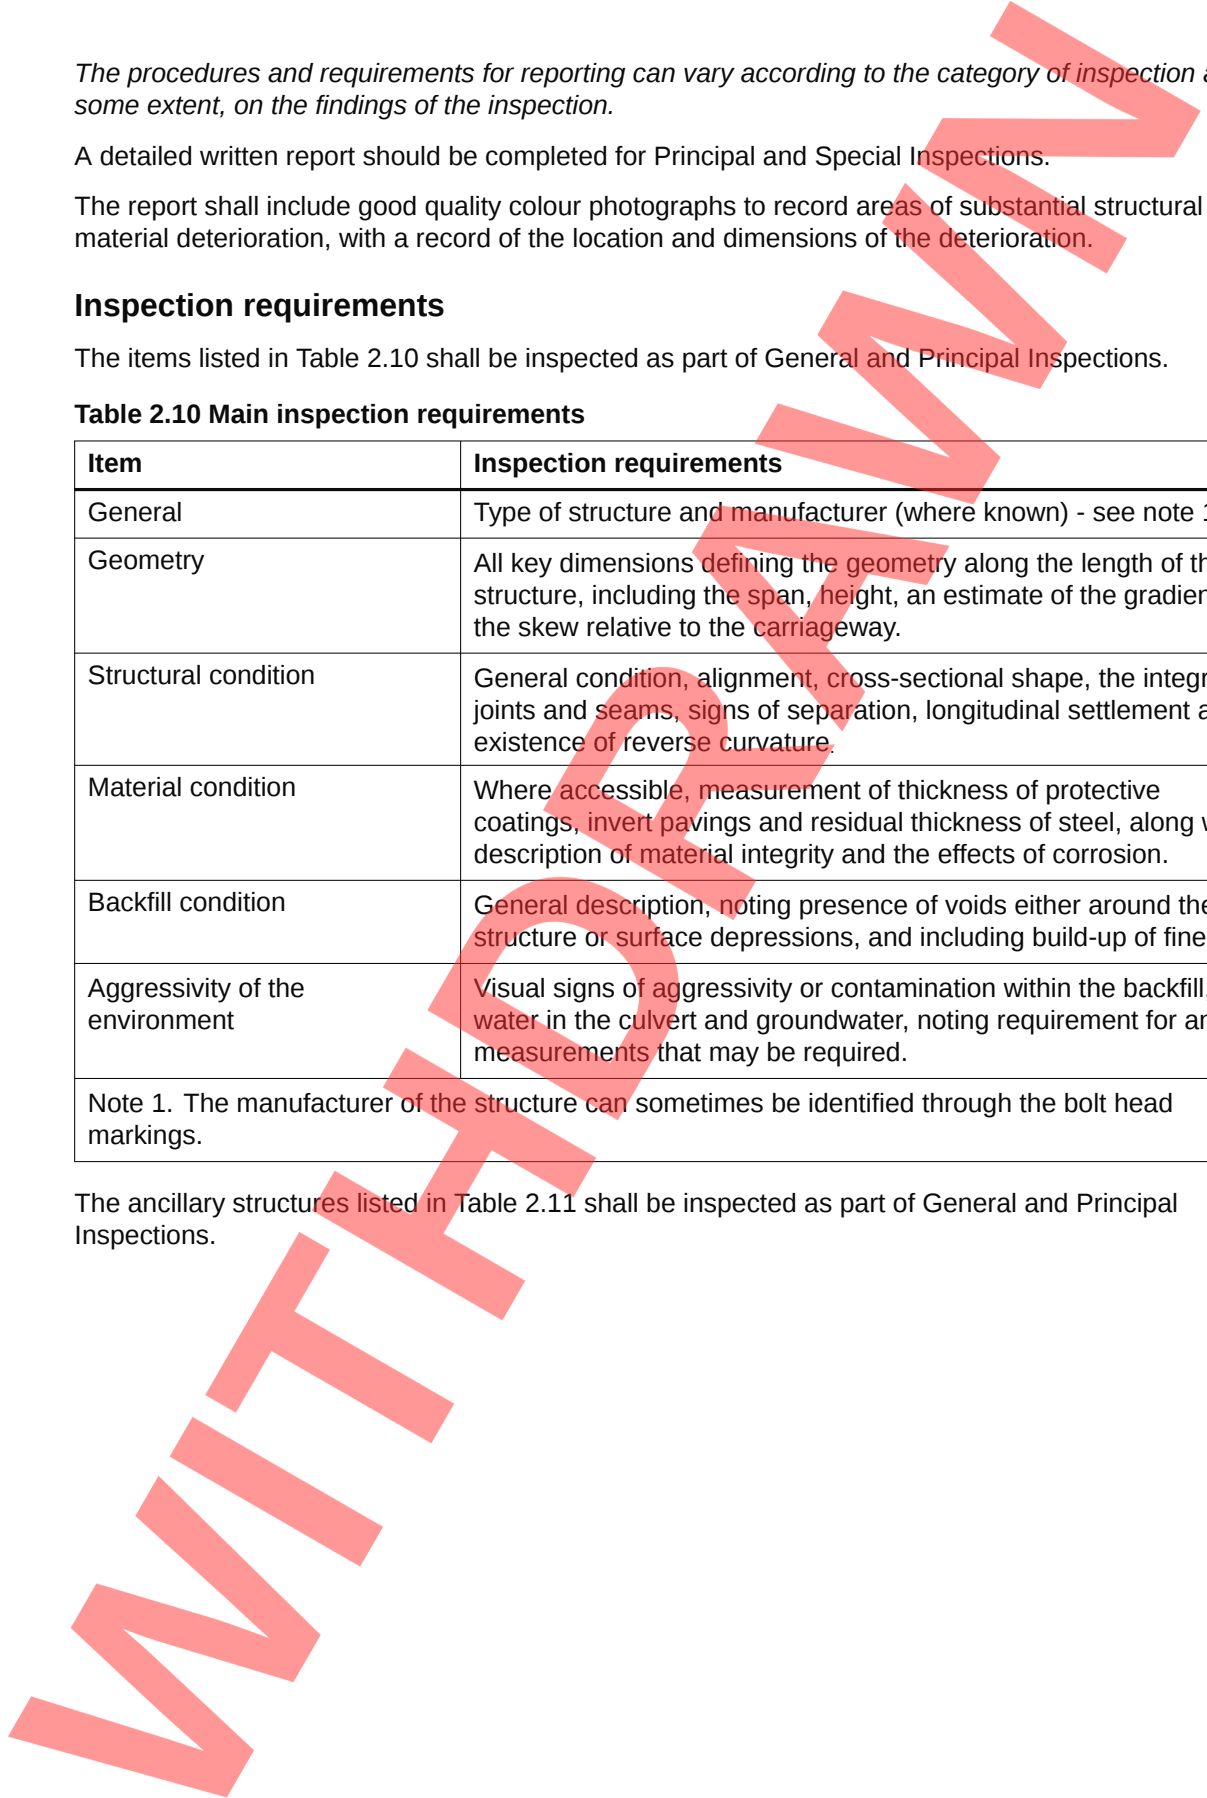 The procedures and requirements for reporting can vary according to the category of inspection
some extent, on the findings of the inspection.
A detailed written report should be completed for Principal and Special Inspections.
The report shall include good quality colour photographs to record areas of substantial structural
material deterioration, with a record of the location and dimensions of the deterioration.
Inspection requirements
The items listed in Table 2.10 shall be inspected as part of General and Principal Inspections.
Table 2.10 Main inspection requirements
Item Inspection requirements
General Type of structure and manufacturer (where known) - see note
Geometry All key dimensions defining the geometry along the length of
structure, including the span, height, an estimate of the
the skew relative to the carriageway.
Structural condition General condition, alignment, cross-sectional shape, the
joints and seams, signs of separation, longitudinal settlement
existence of reverse curvature.
Material condition Where accessible, measurement of thickness of protective
coatings, invert pavings and residual thickness of steel, along
description of material integrity and the effects of corrosion.
Backfill condition General description, noting presence of voids either around the
structure or surface depressions, and including build-up of
Aggressivity of the
environment
Visual signs of aggressivity or contamination within the backfill,
water in the culvert and groundwater, noting requirement for
measurements that may be required.
Note 1. The manufacturer of the structure can sometimes be identified through the bolt head
markings.
The ancillary structures listed in Table 2.11 shall be inspected as part of General and Principal
Inspections.
WITHDRAWN